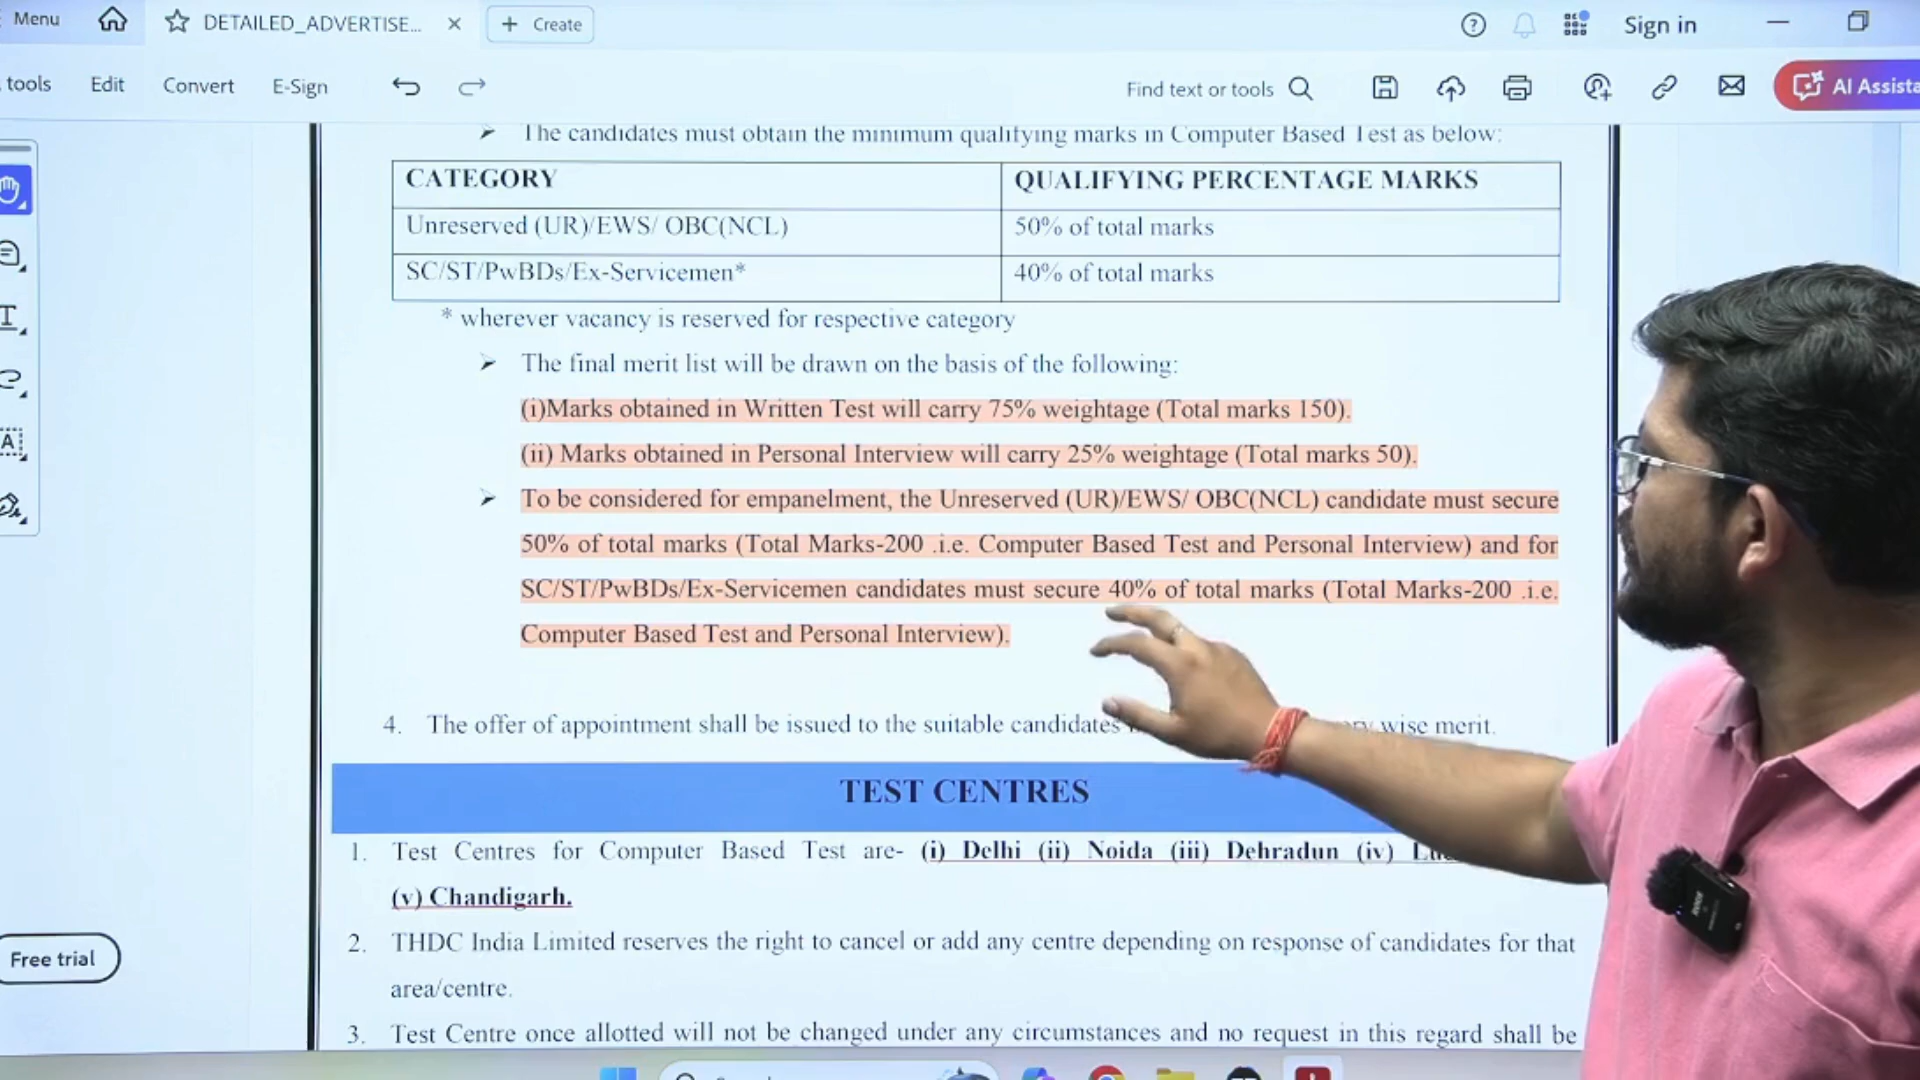 Menu
DETAILED_ADVERTISE...
Create
Sign in
tools
Edit
Convert
E-Sign
Find text or tools
AI Assista
The candidates must obtain the minimum qualifying marks in Computer Based Test as below:
CATEGORY
QUALIFYING PERCENTAGE MARKS
Unreserved (UR)/EWS/ OBC(NCL)
50% of total marks
SC/ST/PwBDs/Ex-Servicemen*
40% of total marks
* wherever vacancy is reserved for respective category
The final merit list will be drawn on the basis of the following:
(i)Marks obtained in Written Test will carry 75% weightage (Total marks 150).
(ii) Marks obtained in Personal Interview will carry 25% weightage (Total marks 50).
To be considered for empanelment, the Unreserved (UR)/EWS/ OBC(NCL) candidate must secure
50% of total marks (Total Marks-200 .i.e. Computer Based Test and Personal Interview) and for
SC/ST/PwBDs/Ex-Servicemen candidates must secure 40% of total marks (Total Marks-200 .i.e.
Computer Based Test and Personal Interview).
4. The offer of appointment shall be issued to the suitable candidates wise merit.
TEST CENTRES
1. Test Centres for Computer Based Test are- (i) Delhi (ii) Noida (iii) Dehradun (iv)
(v) Chandigarh.
2. THDC India Limited reserves the right to cancel or add any centre depending on response of candidates for that
area/centre.
3. Test Centre once allotted will not be changed under any circumstances and no request in this regard shall be
Free trial